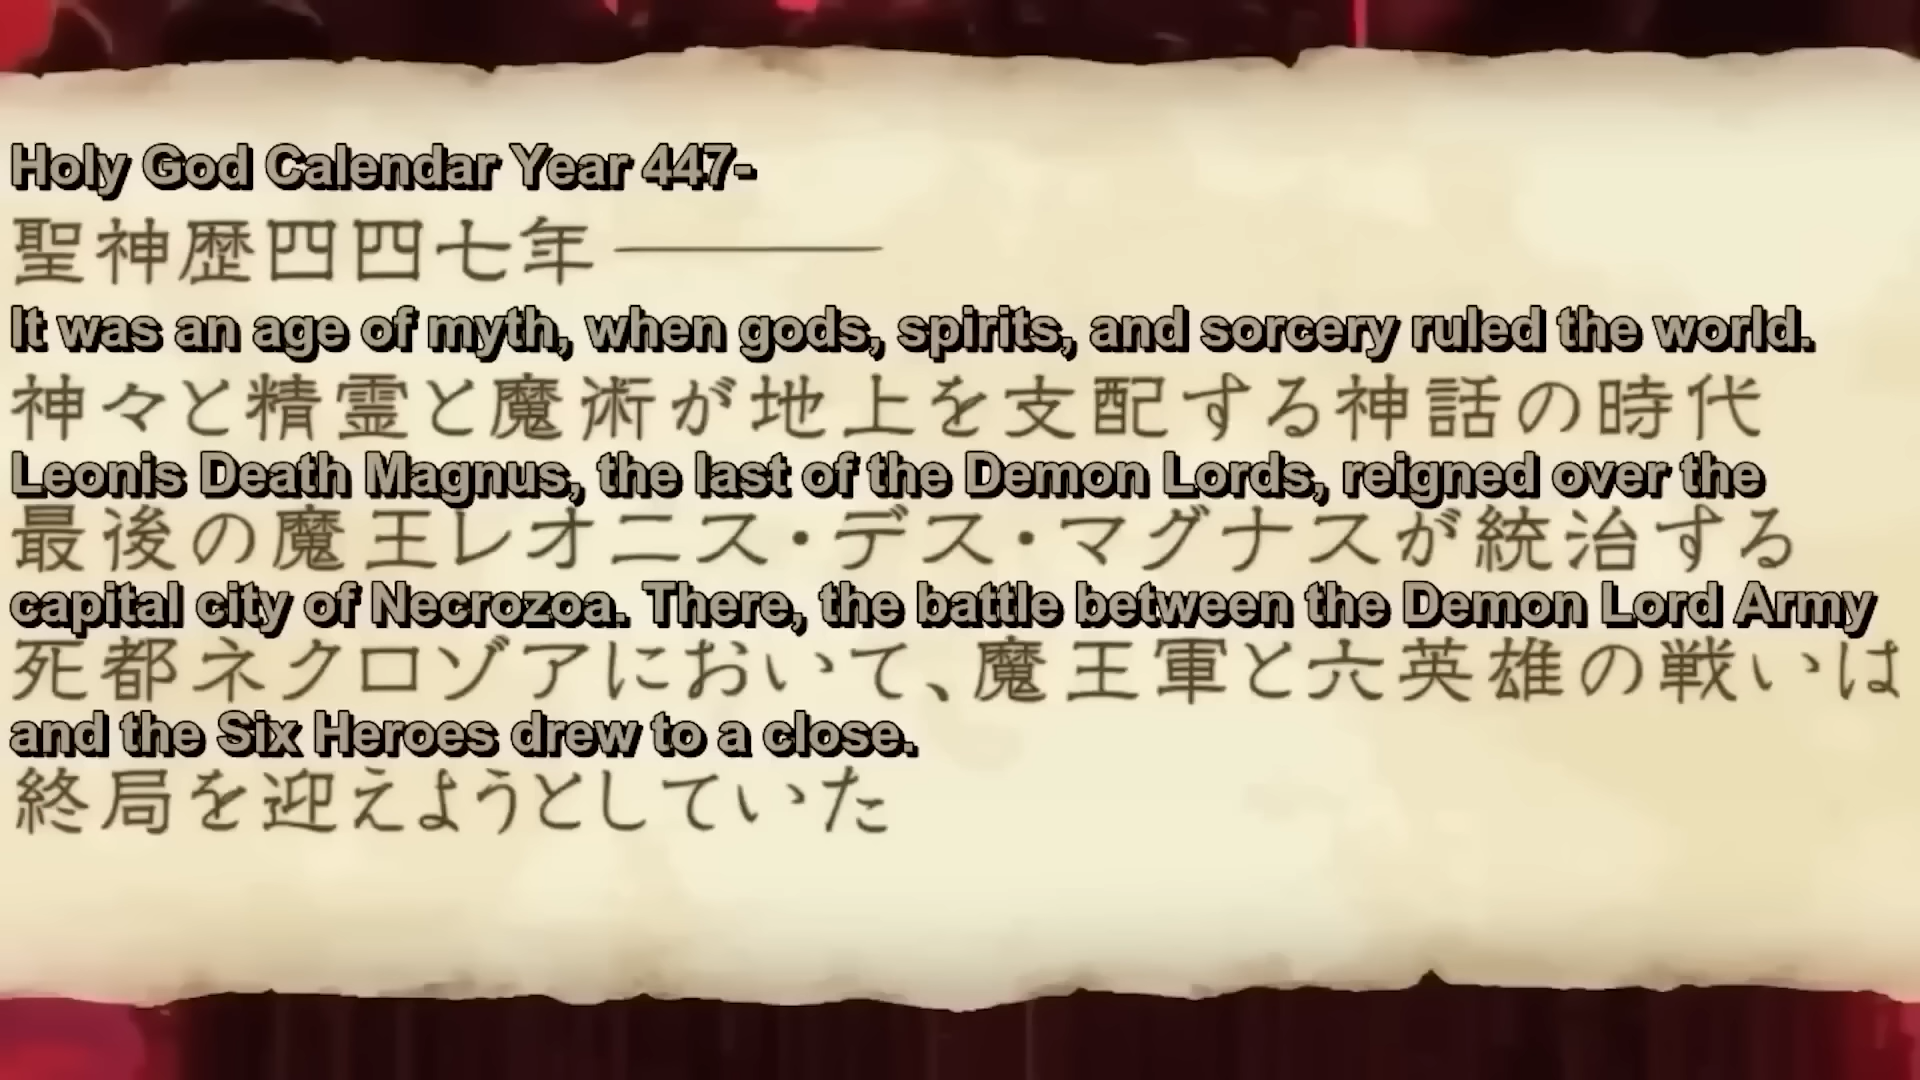 Holy God Calendar Year 447-
聖神歴四四七年———
It was an age of myth, when gods, spirits, and sorcery ruled the world.
神々と精霊と魔術が地上を支配する神話の時代
Leonis Death Magnus, the last of the Demon Lords, reigned over the
最後の魔王レオニス・デス・マグナスが統治する
capital city of Necrozoa. There, the battle between the Demon Lord Army
死都ネクロゾアにおいて、魔王軍と六英雄の戦いは
and the Six Heroes drew to a close.
終局を迎えようとしていた